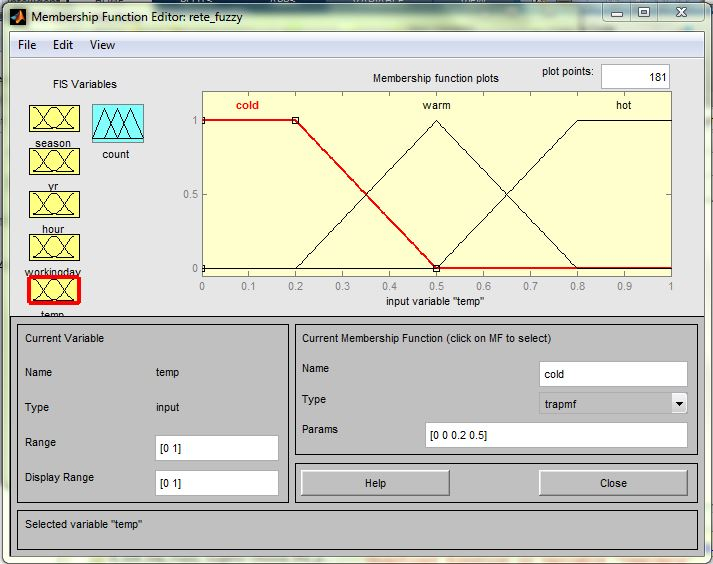 Membership Function Editor: rete_fuzzy
File Edit View
FIS Variables
season
yr
hour
workingday
temp
count
Membership function plots
plot points:
181
cold
warm
hot
1
0.5
0
0 0.1 0.2 0.3 0.4 0.5 0.6 0.7 0.8 0.9 1
input variable "temp"
Current Variable
Name temp
Type input
Range [0 1]
Display Range [0 1]
Current Membership Function (click on MF to select)
Name cold
Type trapmf
Params [0 0 0.2 0.5]
Help Close
Selected variable "temp"